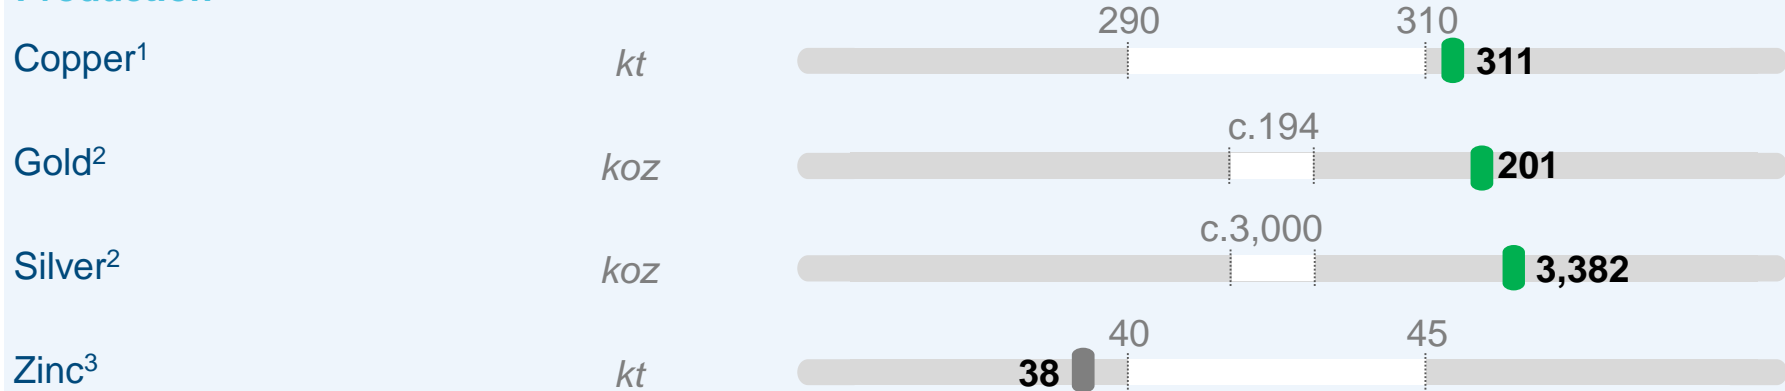 Production
290 310
Copper¹ kt 311
c.194
Gold² koz 201
c.3,000
Silver² koz 3,382
40 45
Zinc³ kt 38